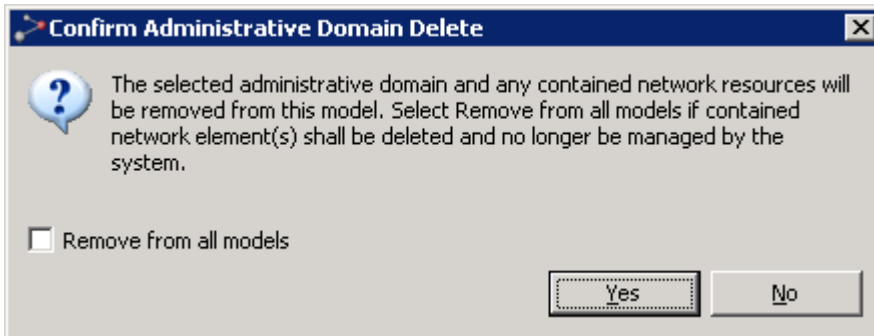 Confirm Administrative Domain Delete
The selected administrative domain and any contained network resources will
be removed from this model. Select Remove from all models if contained
network element(s) shall be deleted and no longer be managed by the
system.
Remove from all models
Yes
No